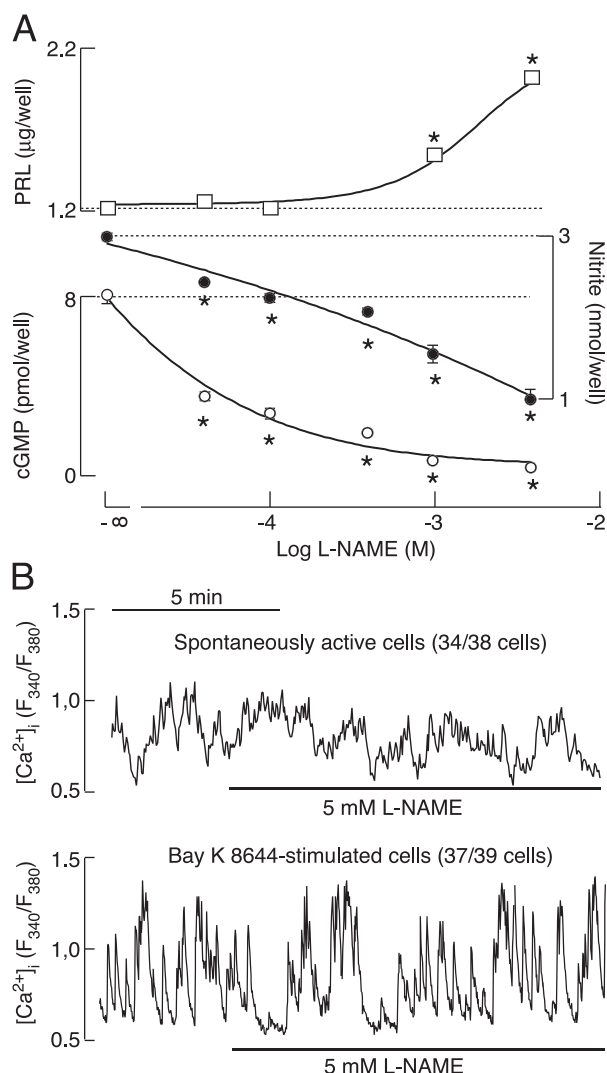 A
2.2
PRL (μg/well)
1.2
*
*
3
Nitrite (nmol/well)
1
8
cGMP (pmol/well)
0
* * * * *
* * * * *
- ∞ -4 -3 -2
Log L-NAME (M)
B
1.5
5 min
Spontaneously active cells (34/38 cells)
[Ca²⁺]ᵢ (F₃₄₀/F₃₈₀)
1.0
0.5
5 mM L-NAME
Bay K 8644-stimulated cells (37/39 cells)
1.5
[Ca²⁺]ᵢ (F₃₄₀/F₃₈₀)
1.0
0.5
5 mM L-NAME